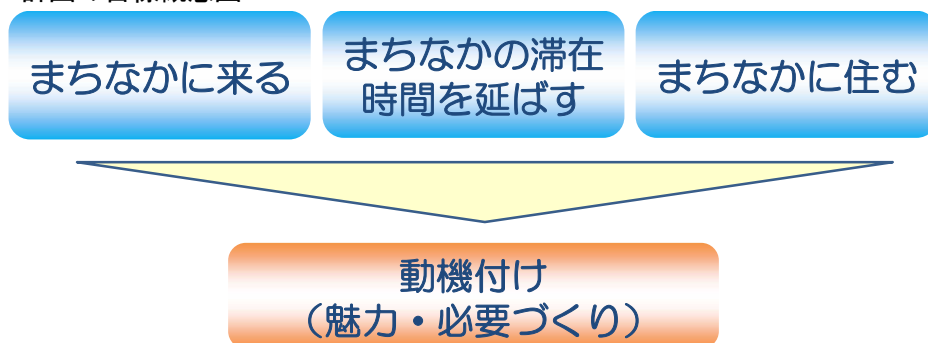 まちなかに来る
まちなかの滞在
時間を延ばす
まちなかに住む
動機付け
（魅力・必要づくり）